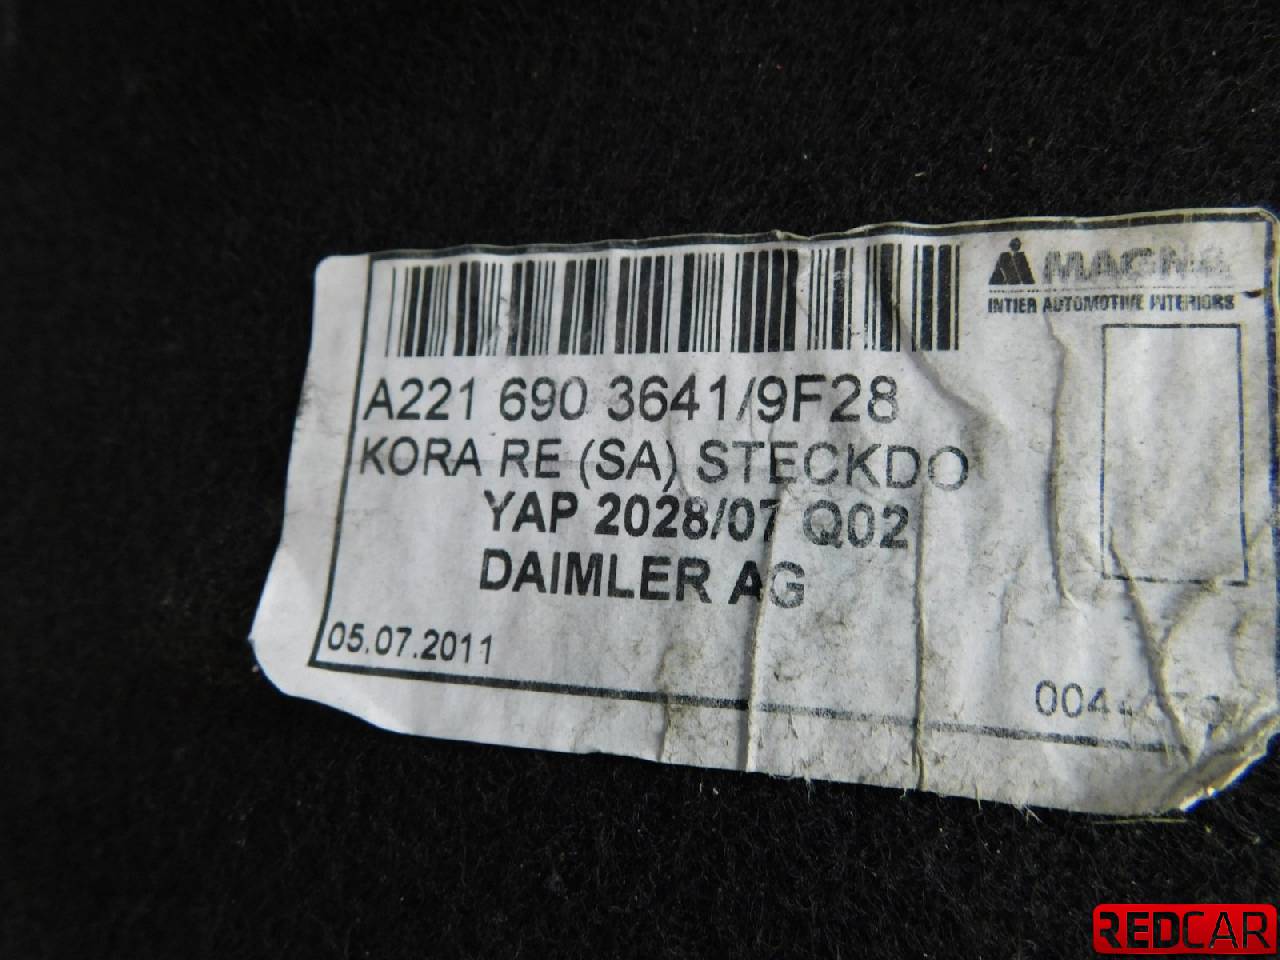 MAGNA
INTIER AUTOMOTIVE INTERIORS
A221 690 3641/9F28
KORA RE (SA) STECKDO
YAP 2028/07 Q02
DAIMLER AG
05.07.2011
REDCAR